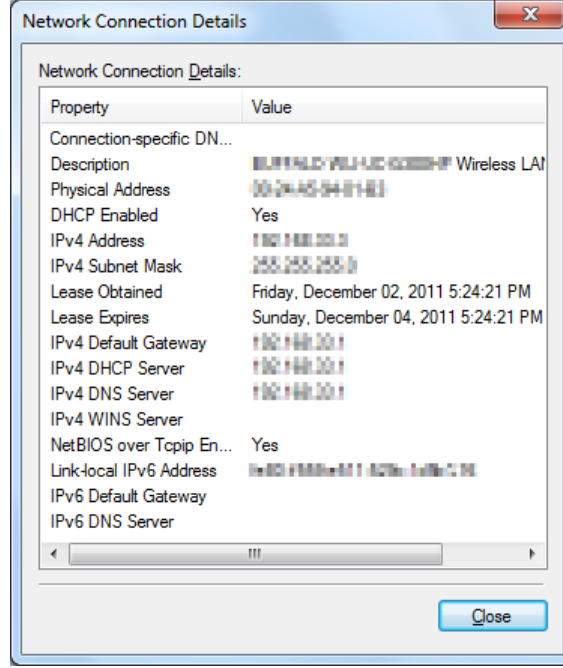 Network Connection Details
Network Connection Details:
Property Value
Connection-specific DN...
Description Wireless LAN
Physical Address
DHCP Enabled Yes
IPv4 Address
IPv4 Subnet Mask
Lease Obtained Friday, December 02, 2011 5:24:21 PM
Lease Expires Sunday, December 04, 2011 5:24:21 PM
IPv4 Default Gateway
IPv4 DHCP Server
IPv4 DNS Server
IPv4 WINS Server
NetBIOS over Tcpip En... Yes
Link-local IPv6 Address
IPv6 Default Gateway
IPv6 DNS Server
Close